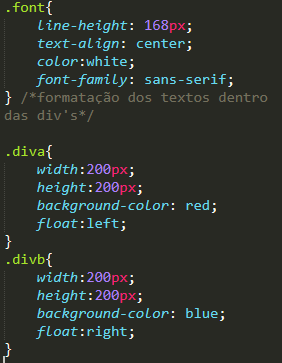 .font{
line-height: 168px;
text-align: center;
color:white;
font-family: sans-serif;
} /*formatação dos textos dentro
das div's*/
.diva{
width:200px;
height:200px;
background-color: red;
float:left;
}
.divb{
width:200px;
height:200px;
background-color: blue;
float:right;
}